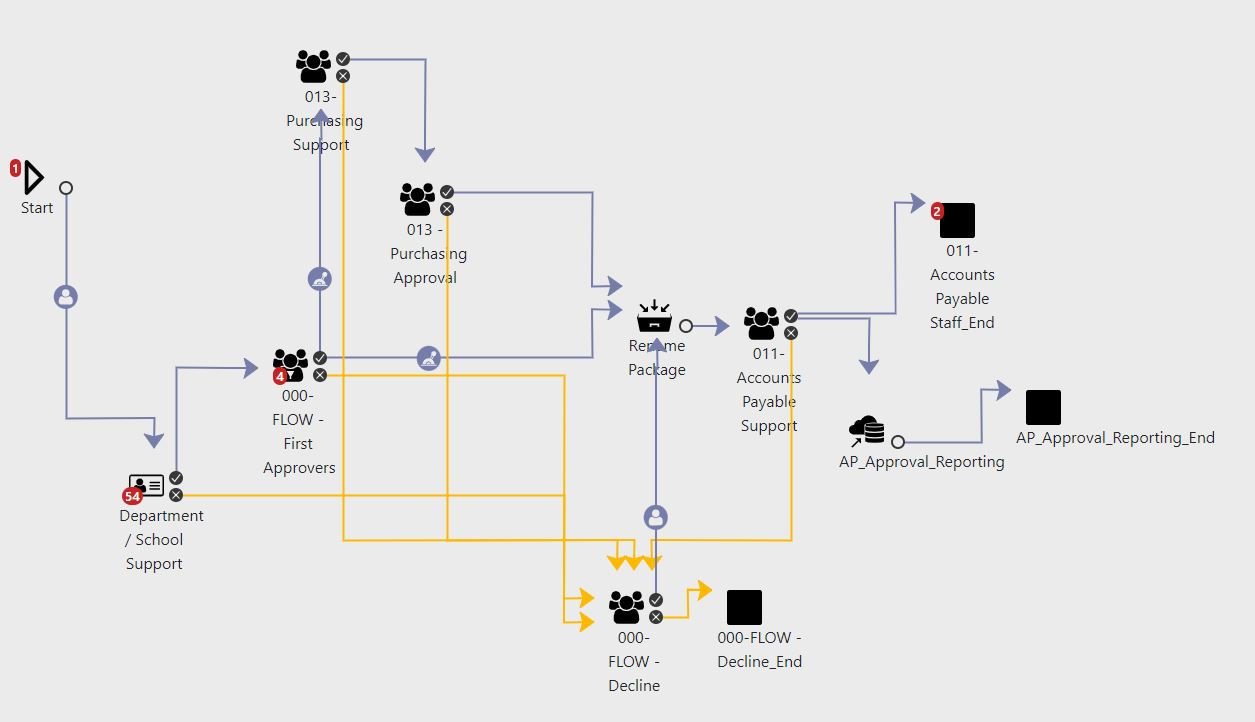 013-
Purchasing
Support
1
Start
013 -
Purchasing
Approval
2
011-
Accounts
Payable
Staff_End
Rename
Package
011-
Accounts
Payable
Support
4
000-
FLOW -
First
Approvers
AP_Approval_Reporting
AP_Approval_Reporting_End
54
Department
/ School
Support
000-
FLOW -
Decline
000-FLOW -
Decline_End